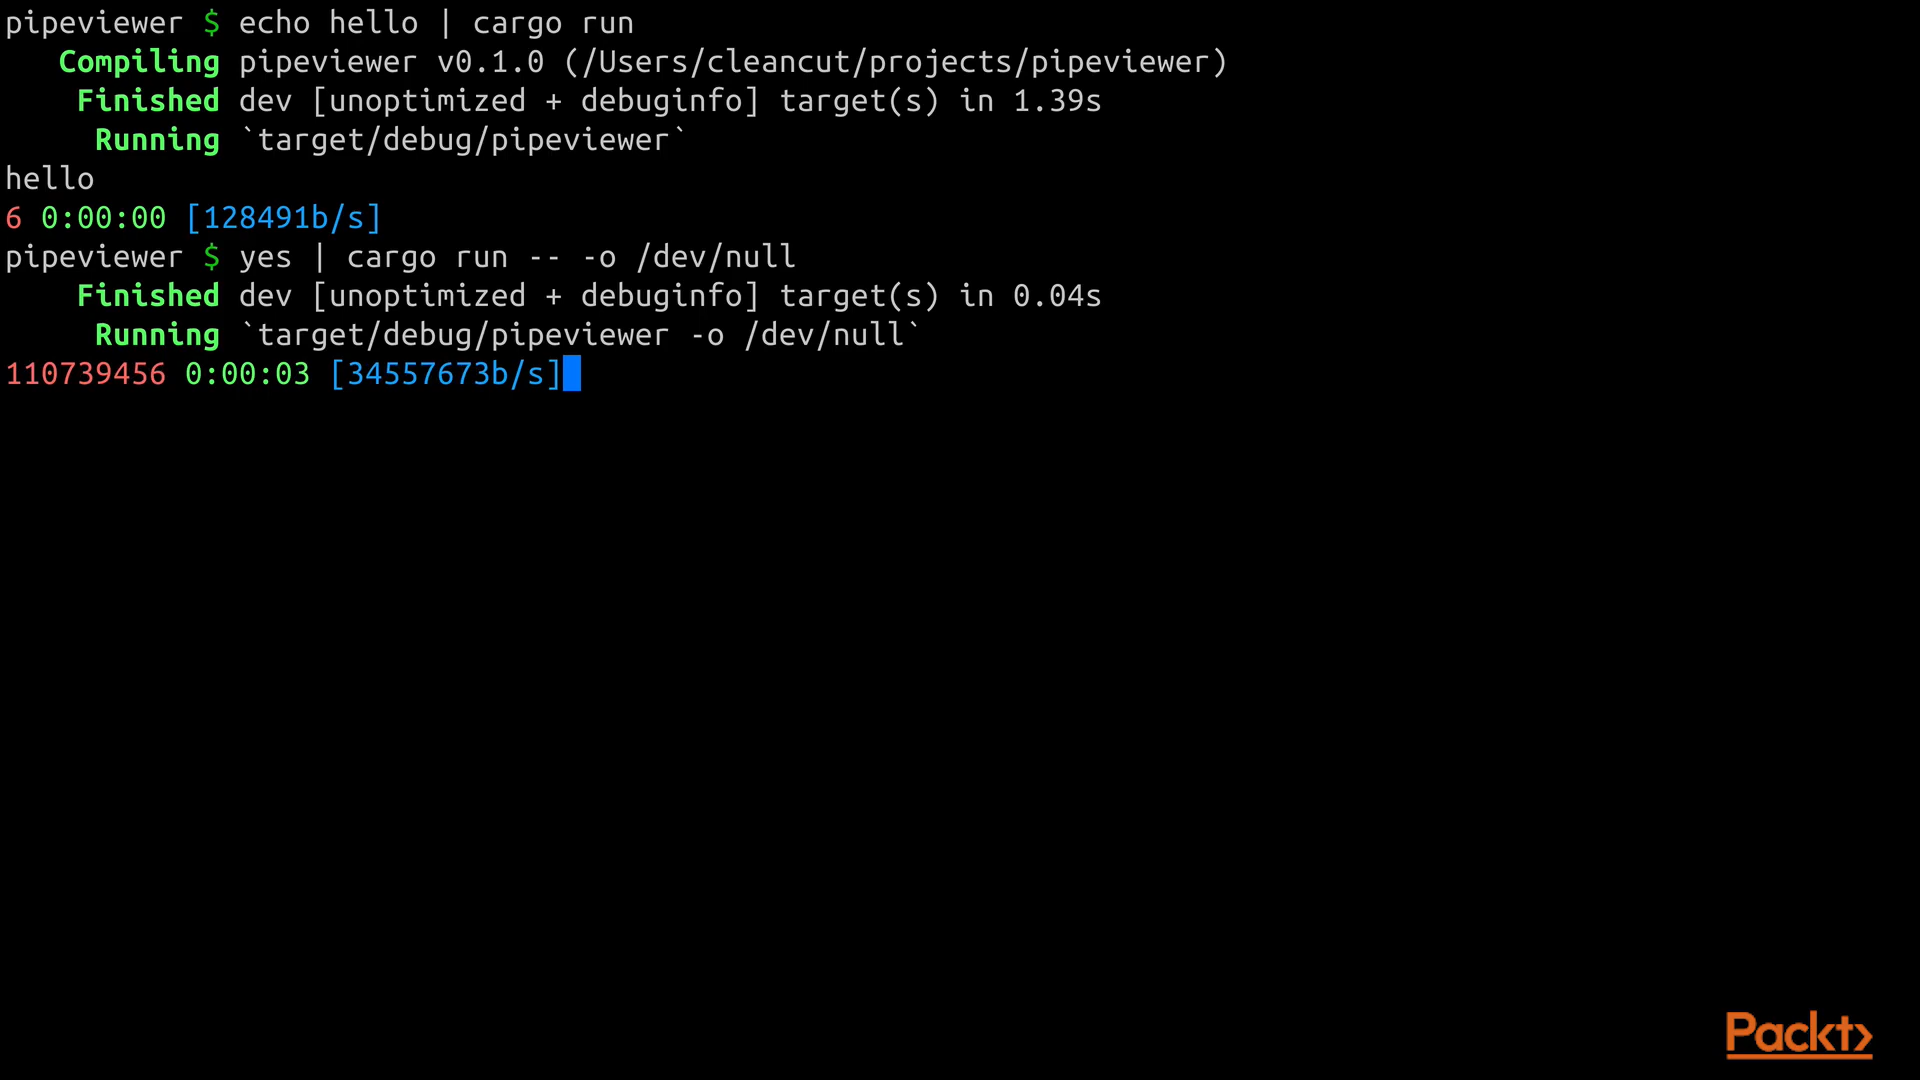 pipeviewer $ echo hello | cargo run
Compiling pipeviewer v0.1.0 (/Users/cleancut/projects/pipeviewer)
Finished dev [unoptimized + debuginfo] target(s) in 1.39s
Running `target/debug/pipeviewer`
hello
6 0:00:00 [128491b/s]
pipeviewer $ yes | cargo run -- -o /dev/null
Finished dev [unoptimized + debuginfo] target(s) in 0.04s
Running `target/debug/pipeviewer -o /dev/null`
110739456 0:00:03 [34557673b/s]
Packt